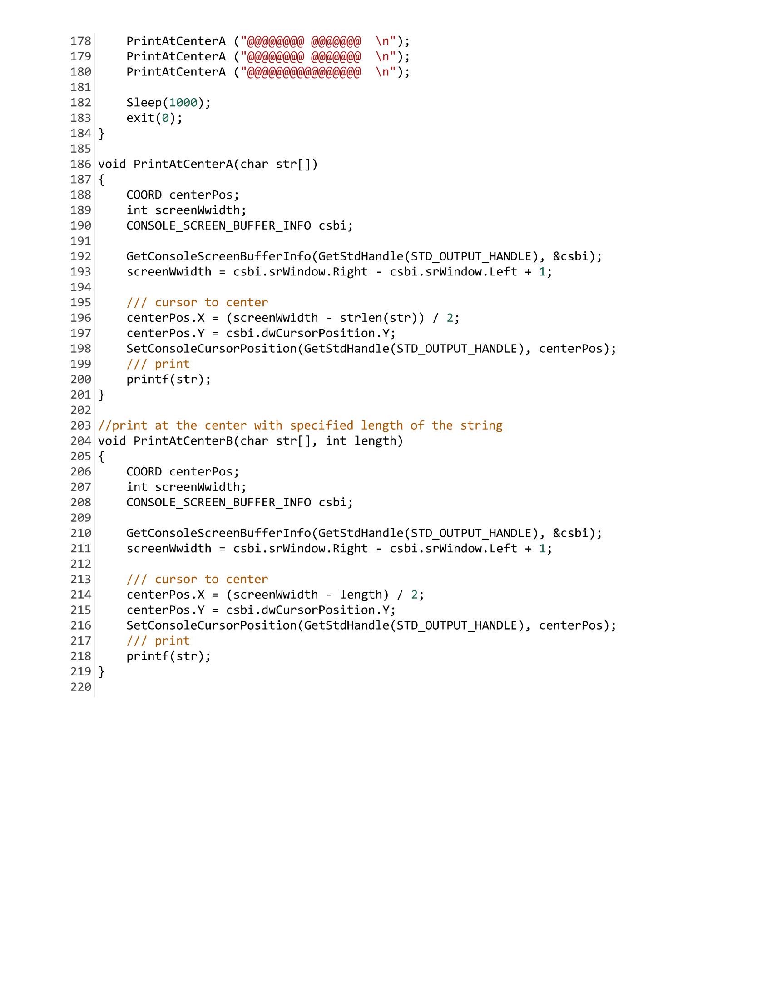 178     PrintAtCenterA ("@@@@@@@@ @@@@@@@  \n");
179     PrintAtCenterA ("@@@@@@@@ @@@@@@@  \n");
180     PrintAtCenterA ("@@@@@@@@@@@@@@@@  \n");
181
182     Sleep(1000);
183     exit(0);
184 }
185
186 void PrintAtCenterA(char str[])
187 {
188     COORD centerPos;
189     int screenWwidth;
190     CONSOLE_SCREEN_BUFFER_INFO csbi;
191
192     GetConsoleScreenBufferInfo(GetStdHandle(STD_OUTPUT_HANDLE), &csbi);
193     screenWwidth = csbi.srWindow.Right - csbi.srWindow.Left + 1;
194
195     /// cursor to center
196     centerPos.X = (screenWwidth - strlen(str)) / 2;
197     centerPos.Y = csbi.dwCursorPosition.Y;
198     SetConsoleCursorPosition(GetStdHandle(STD_OUTPUT_HANDLE), centerPos);
199     /// print
200     printf(str);
201 }
202
203 //print at the center with specified length of the string
204 void PrintAtCenterB(char str[], int length)
205 {
206     COORD centerPos;
207     int screenWwidth;
208     CONSOLE_SCREEN_BUFFER_INFO csbi;
209
210     GetConsoleScreenBufferInfo(GetStdHandle(STD_OUTPUT_HANDLE), &csbi);
211     screenWwidth = csbi.srWindow.Right - csbi.srWindow.Left + 1;
212
213     /// cursor to center
214     centerPos.X = (screenWwidth - length) / 2;
215     centerPos.Y = csbi.dwCursorPosition.Y;
216     SetConsoleCursorPosition(GetStdHandle(STD_OUTPUT_HANDLE), centerPos);
217     /// print
218     printf(str);
219 }
220